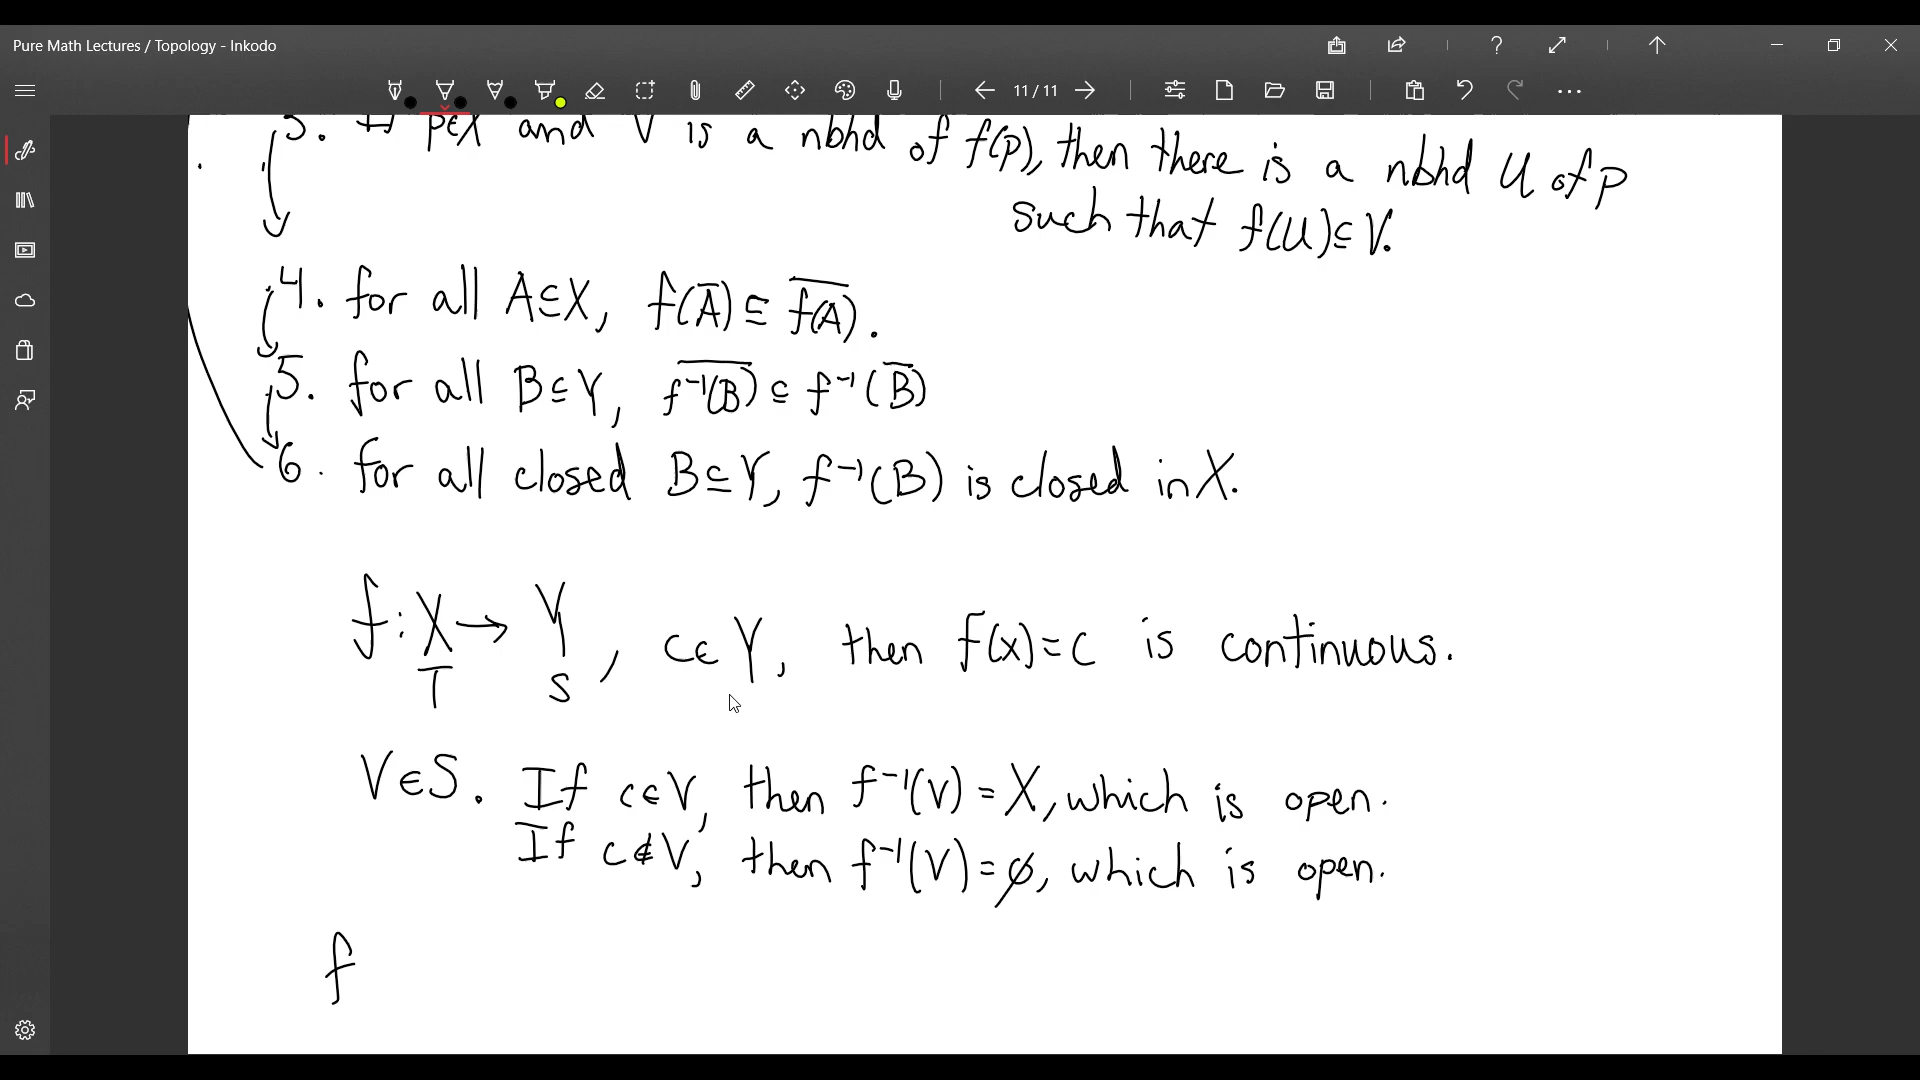 Pure Math Lectures / Topology - Inkodo
11 / 11
3. If p∈X and V is a nbhd of f(p), then there is a nbhd U of p
such that f(U)⊆V.
4. for all A⊆X, f(A̅)⊆\overline{f(A)}.
5. for all B⊆Y, \overline{f⁻¹(B)}⊆f⁻¹(B̅)
6. for all closed B⊆Y, f⁻¹(B) is closed in X.
f: X → Y, c∈Y, then f(x)=c is continuous.
T S
V∈S. If c∈V, then f⁻¹(V)=X, which is open.
If c∉V, then f⁻¹(V)=∅, which is open.
f